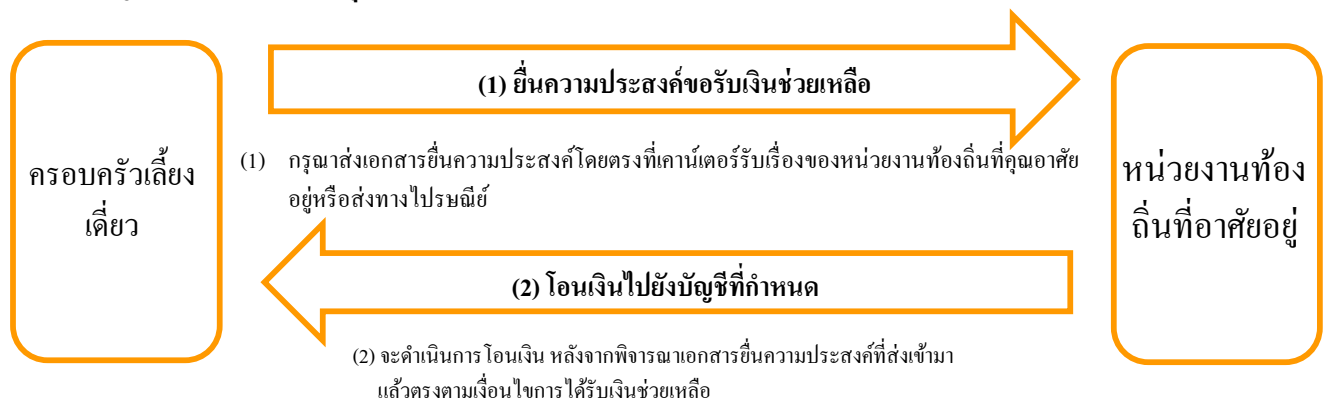 ครอบครัวเลี้ยง
เดี่ยว
(1) ยื่นความประสงค์ขอรับเงินช่วยเหลือ
(1) กรุณาส่งเอกสารยื่นความประสงค์โดยตรงที่เคาน์เตอร์รับเรื่องของหน่วยงานท้องถิ่นที่คุณอาศัย
อยู่หรือส่งทางไปรษณีย์
(2) โอนเงินไปยังบัญชีที่กำหนด
(2) จะดำเนินการโอนเงิน หลังจากพิจารณาเอกสารยื่นความประสงค์ที่ส่งเข้ามา
แล้วตรงตามเงื่อนไขการได้รับเงินช่วยเหลือ
หน่วยงานท้อง
ถิ่นที่อาศัยอยู่